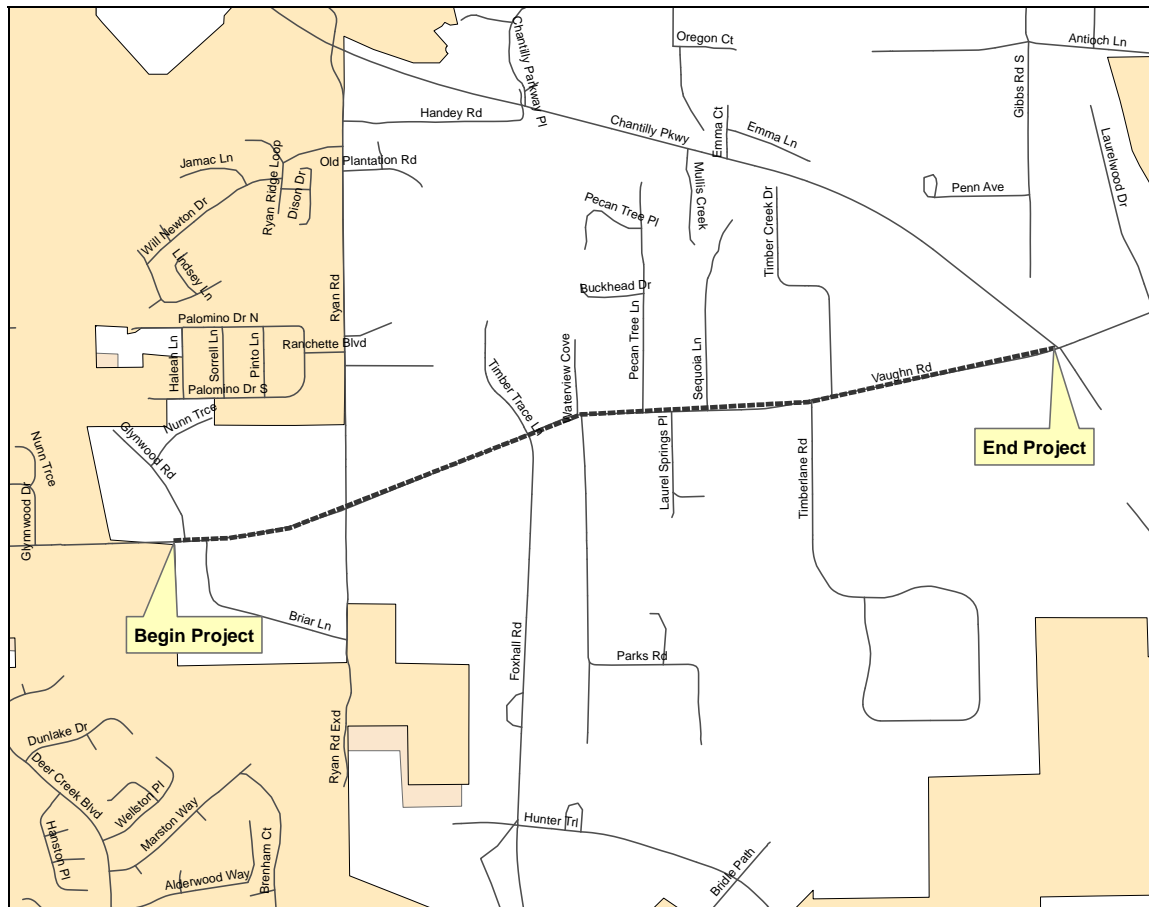 Oregon Ct
Antioch Ln
Chantilly Parkway Pl
Gibbs Rd S
Handey Rd
Chantilly Pkwy
Emma Ct
Emma Ln
Laurelwood Dr
Jamac Ln
Ryan Ridge Loop
Old Plantation Rd
Dison Dr
Mullis Creek
Penn Ave
Will Newton Dr
Pecan Tree Pl
Timber Creek Dr
Lindsey Ln
Ryan Rd
Buckhead Dr
Palomino Dr N
Halean Ln
Sorrell Ln
Pinto Ln
Ranchette Blvd
Pecan Tree Ln
Sequoia Ln
Waterview Cove
Timber Trace L
Vaughn Rd
Palomino Dr S
Nunn Trce
Glynwood Rd
Nunn Trce
Laurel Springs Pl
Timberlane Rd
End Project
Glynnwood Dr
Briar Ln
Begin Project
Foxhall Rd
Parks Rd
Ryan Rd Exd
Dunlake Dr
Deer Creek Blvd
Wellston Pl
Marston Way
Hanston Pl
Hunter Trl
Brenham Ct
Alderwood Way
Bridle Path